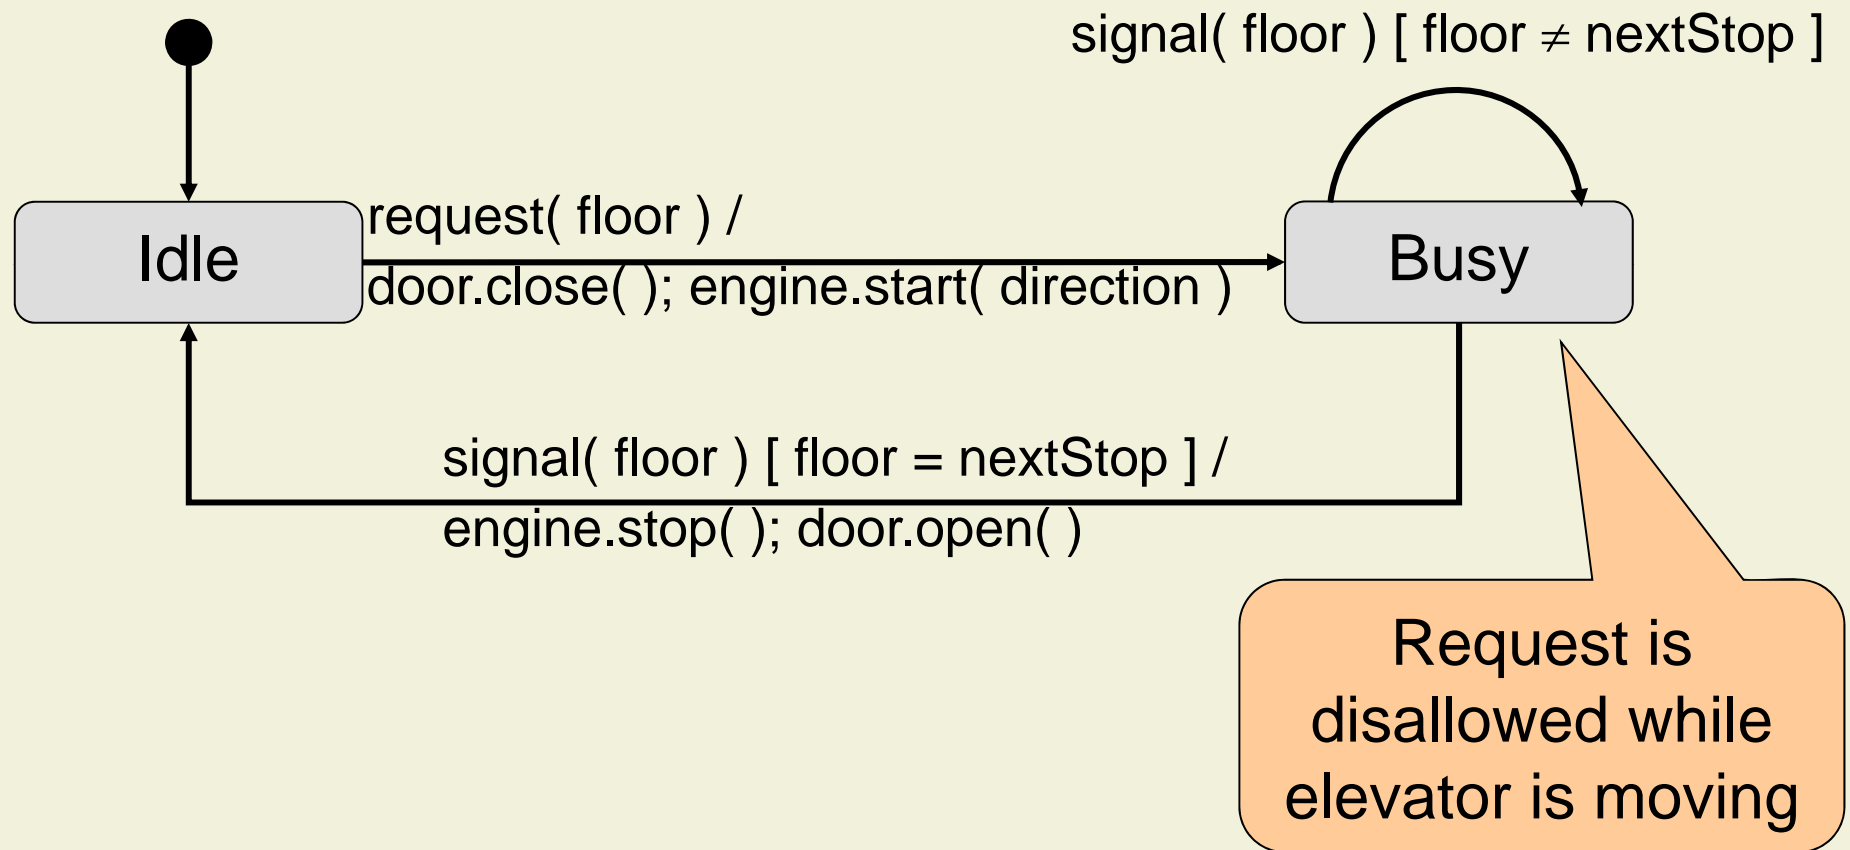 signal( floor ) [ floor ≠ nextStop ]
request( floor ) /
Idle
Busy
door.close( ); engine.start( direction )
signal( floor ) [ floor = nextStop ] /
engine.stop( ); door.open( )
Request is
disallowed while
elevator is moving